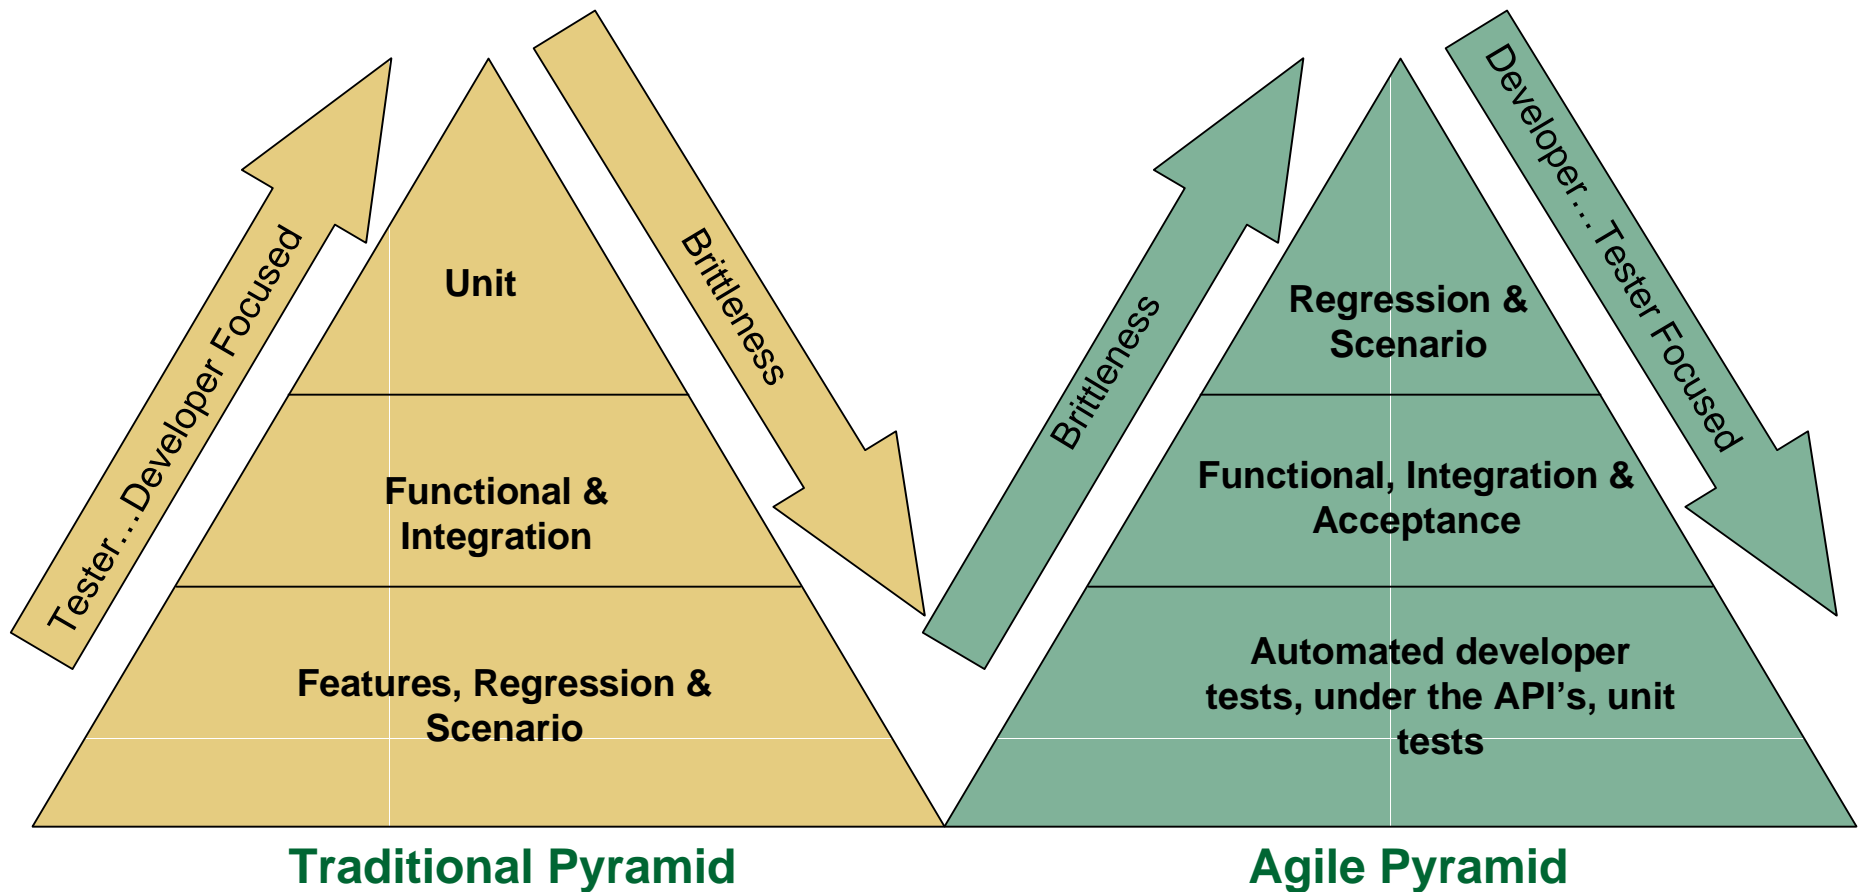 Tester…Developer Focused
Unit
Functional &
Integration
Features, Regression &
Scenario
Brittleness
Traditional Pyramid
Brittleness
Regression &
Scenario
Functional, Integration &
Acceptance
Automated developer
tests, under the API’s, unit
tests
Developer…Tester Focused
Agile Pyramid